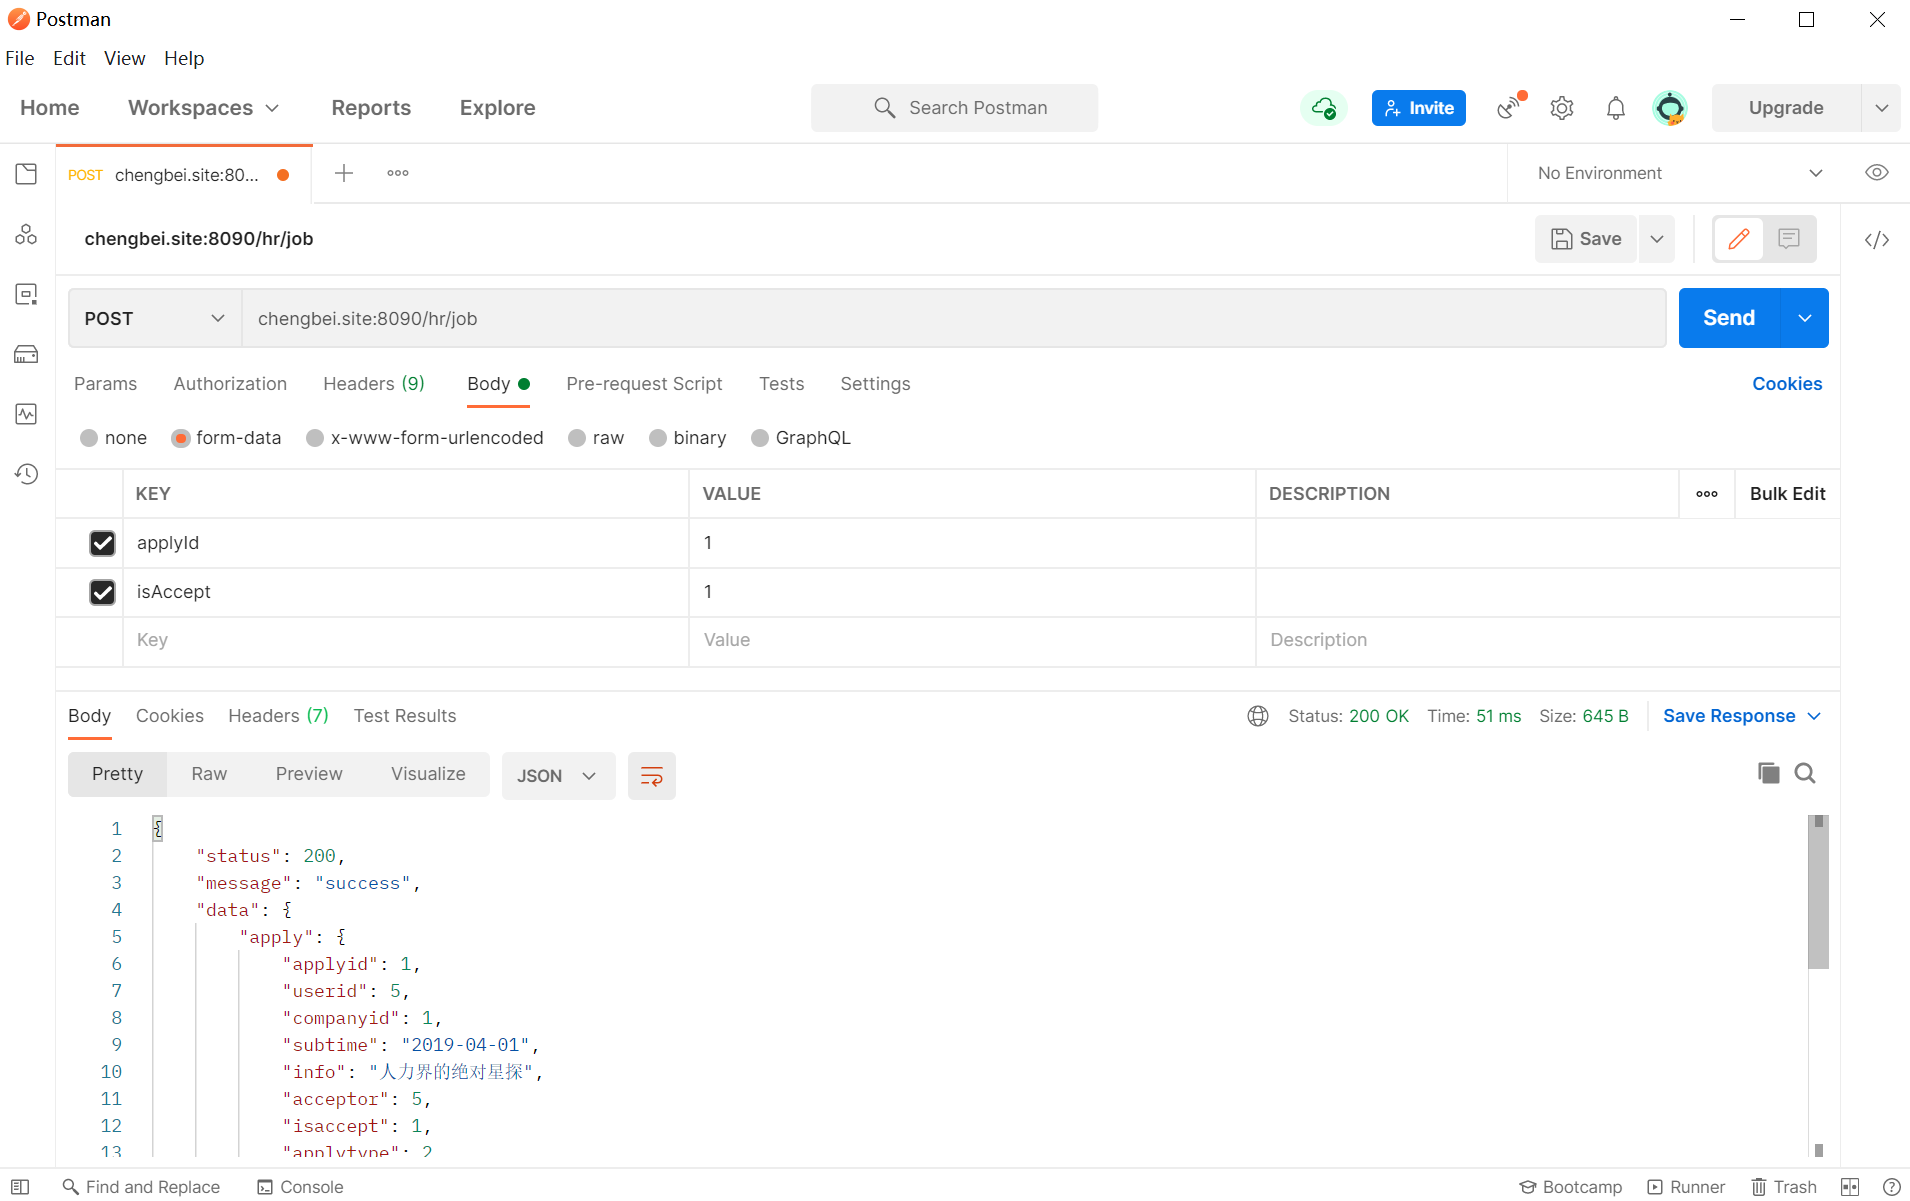 Postman
File Edit View Help
Home Workspaces Reports Explore Search Postman Invite Upgrade
POST chengbei.site:80... No Environment
chengbei.site:8090/hr/job Save
POST chengbei.site:8090/hr/job Send
Params Authorization Headers (9) Body Pre-request Script Tests Settings Cookies
none form-data x-www-form-urlencoded raw binary GraphQL
KEY VALUE DESCRIPTION Bulk Edit
applyId 1
isAccept 1
Key Value Description
Body Cookies Headers (7) Test Results Status: 200 OK Time: 51 ms Size: 645 B Save Response
Pretty Raw Preview Visualize JSON
1 {
2 "status": 200,
3 "message": "success",
4 "data": {
5 "apply": {
6 "applyid": 1,
7 "userid": 5,
8 "companyid": 1,
9 "subtime": "2019-04-01",
10 "info": "人力界的绝对星探",
11 "acceptor": 5,
12 "isaccept": 1,
13 "applytype": 2
Find and Replace Console Bootcamp Runner Trash